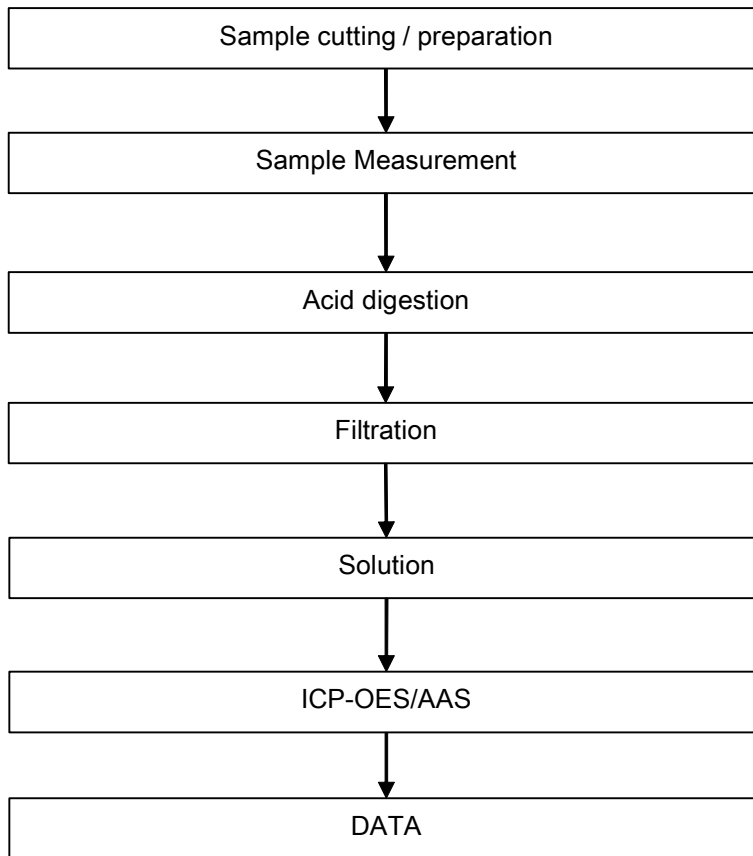 Sample cutting / preparation
Sample Measurement
Acid digestion
Filtration
Solution
ICP-OES/AAS
DATA